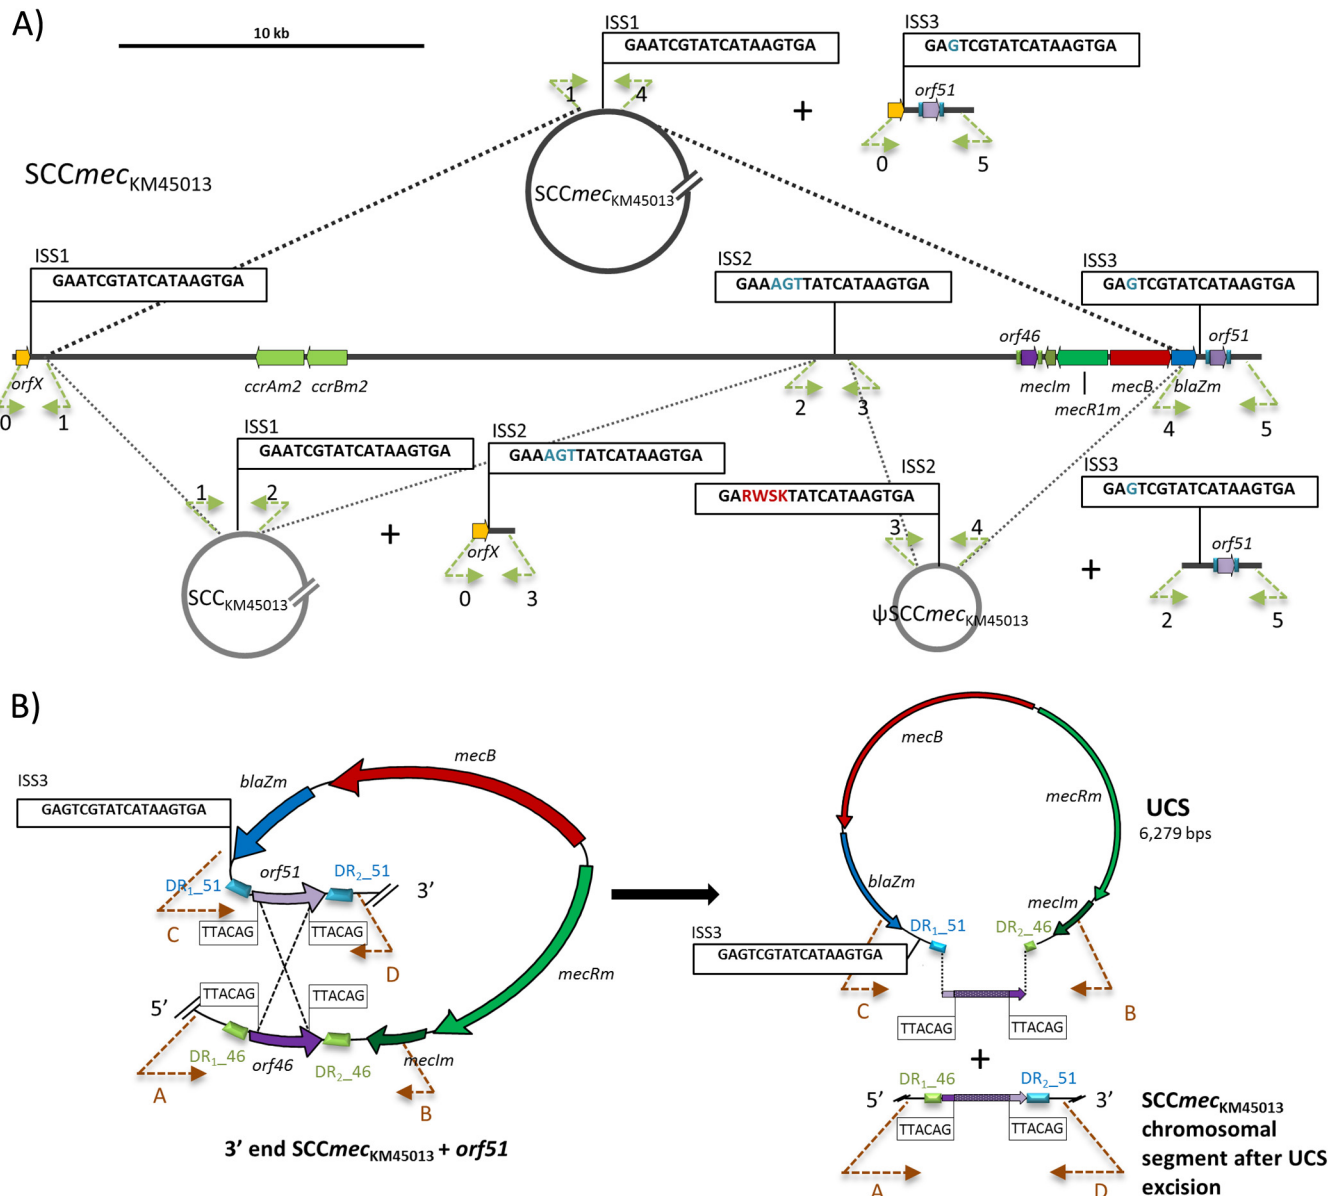 A)
10 kb
ISS1
GAATCGTATCATAAGTGA
ISS3
GAGTCGTATCATAAGTGA
1
4
+
orf51
0
5
SCCmecKM45013
SCCmecKM45013
ISS1
GAATCGTATCATAAGTGA
ISS2
GAAAGTTATCATAAGTGA
ISS3
GAGTCGTATCATAAGTGA
orf46
orf51
orfX
ccrAm2
ccrBm2
mecIm
mecR1m
mecB
blaZm
0
1
2
3
4
5
ISS1
GAATCGTATCATAAGTGA
ISS2
GAAAGTTATCATAAGTGA
ISS2
GARWSKTATCATAAGTGA
ISS3
GAGTCGTATCATAAGTGA
1
2
+
orfX
3
4
+
orf51
SCCKM45013
0
3
ψSCCmecKM45013
2
5
B)
ISS3
GAGTCGTATCATAAGTGA
blaZm
mecB
DR1_51
orf51
DR2_51
3’
C
TTACAG
TTACAG
D
mecRm
5’
TTACAG
TTACAG
DR1_46
orf46
DR2_46
mecIm
A
B
3’ end SCCmecKM45013 + orf51
mecB
mecRm
UCS
6,279 bps
blaZm
mecIm
DR1_51
DR2_46
ISS3
GAGTCGTATCATAAGTGA
C
B
TTACAG
TTACAG
+
DR1_46
DR2_51
5’
3’
TTACAG
TTACAG
A
D
SCCmecKM45013
chromosomal
segment after UCS
excision